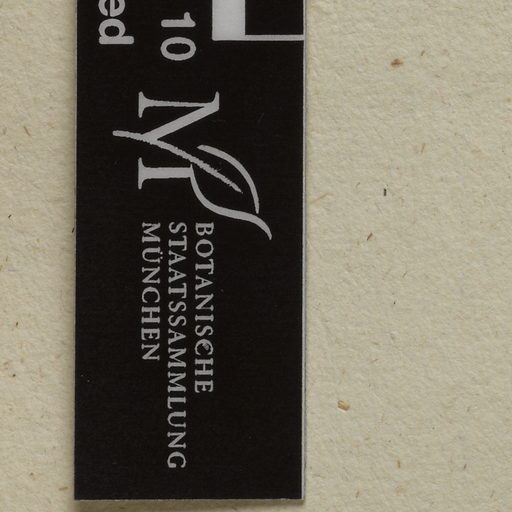 10
ed
BOTANISCHE
STAATSSAMMLUNG
MÜNCHEN